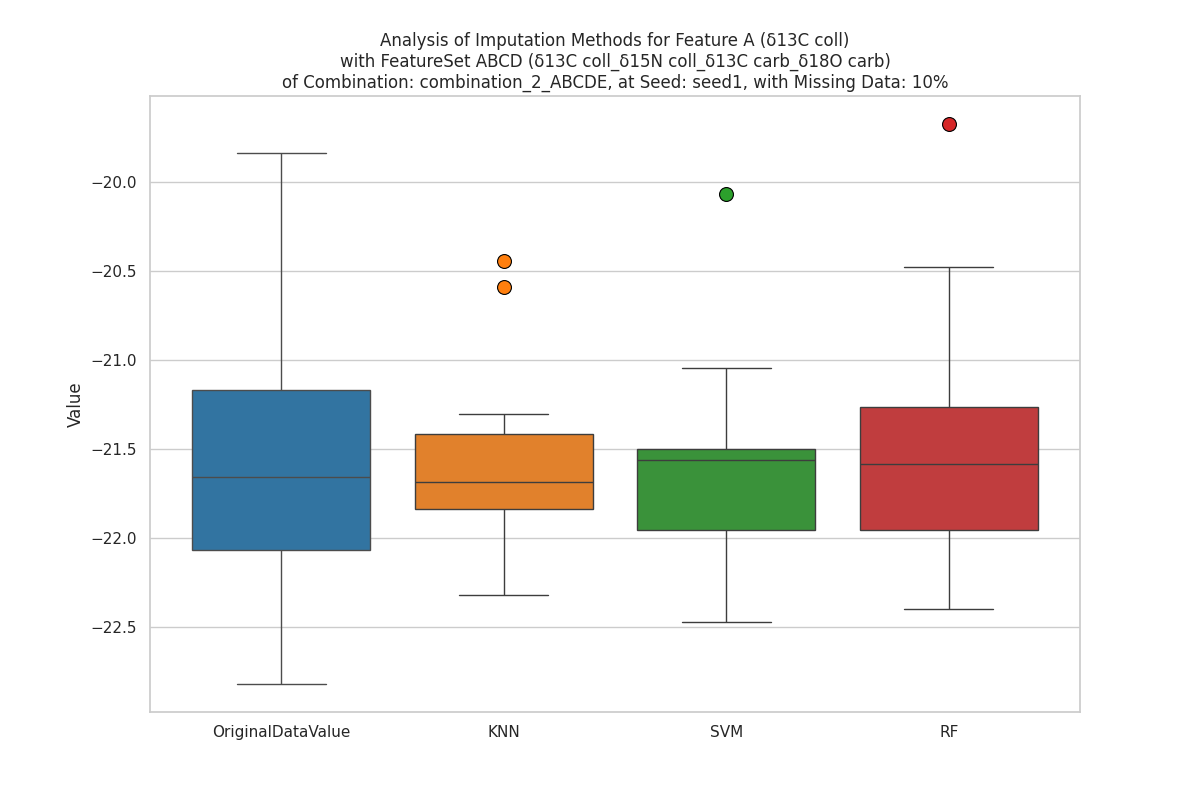 Analysis of Imputation Methods for Feature A (δ13C coll)
with FeatureSet ABCD (δ13C coll_δ15N coll_δ13C carb_δ18O carb)
of Combination: combination_2_ABCDE, at Seed: seed1, with Missing Data: 10%
Value
−20.0
−20.5
−21.0
−21.5
−22.0
−22.5
OriginalDataValue
KNN
SVM
RF